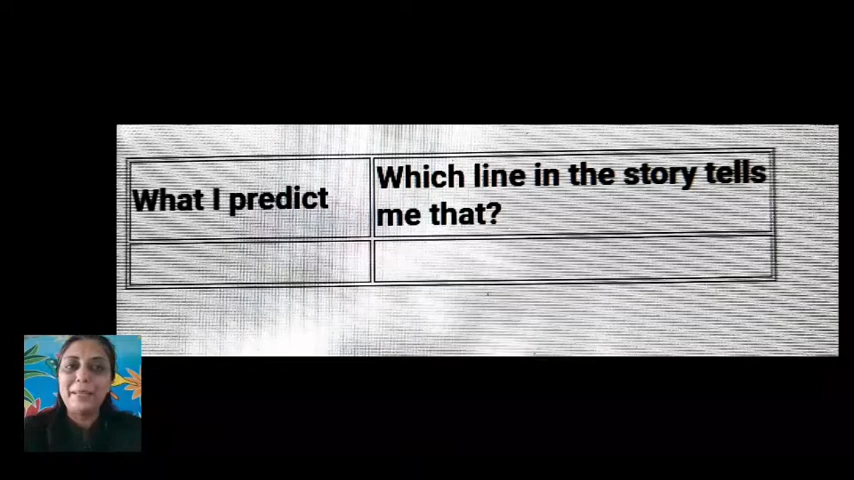 What I predict
Which line in the story tells
me that?